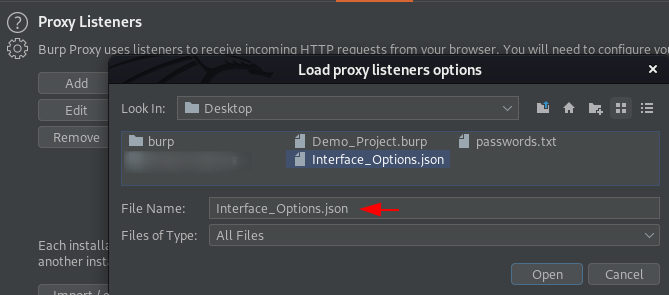 Proxy Listeners
Burp Proxy uses listeners to receive incoming HTTP requests from your browser. You will need to configure you
Add
Load proxy listeners options
Edit
Look In:
Desktop
Remove
burp
Demo_Project.burp
passwords.txt
Interface_Options.json
File Name:
Interface_Options.json
Files of Type:
All Files
Each installa
another inst
Open
Cancel
Import /